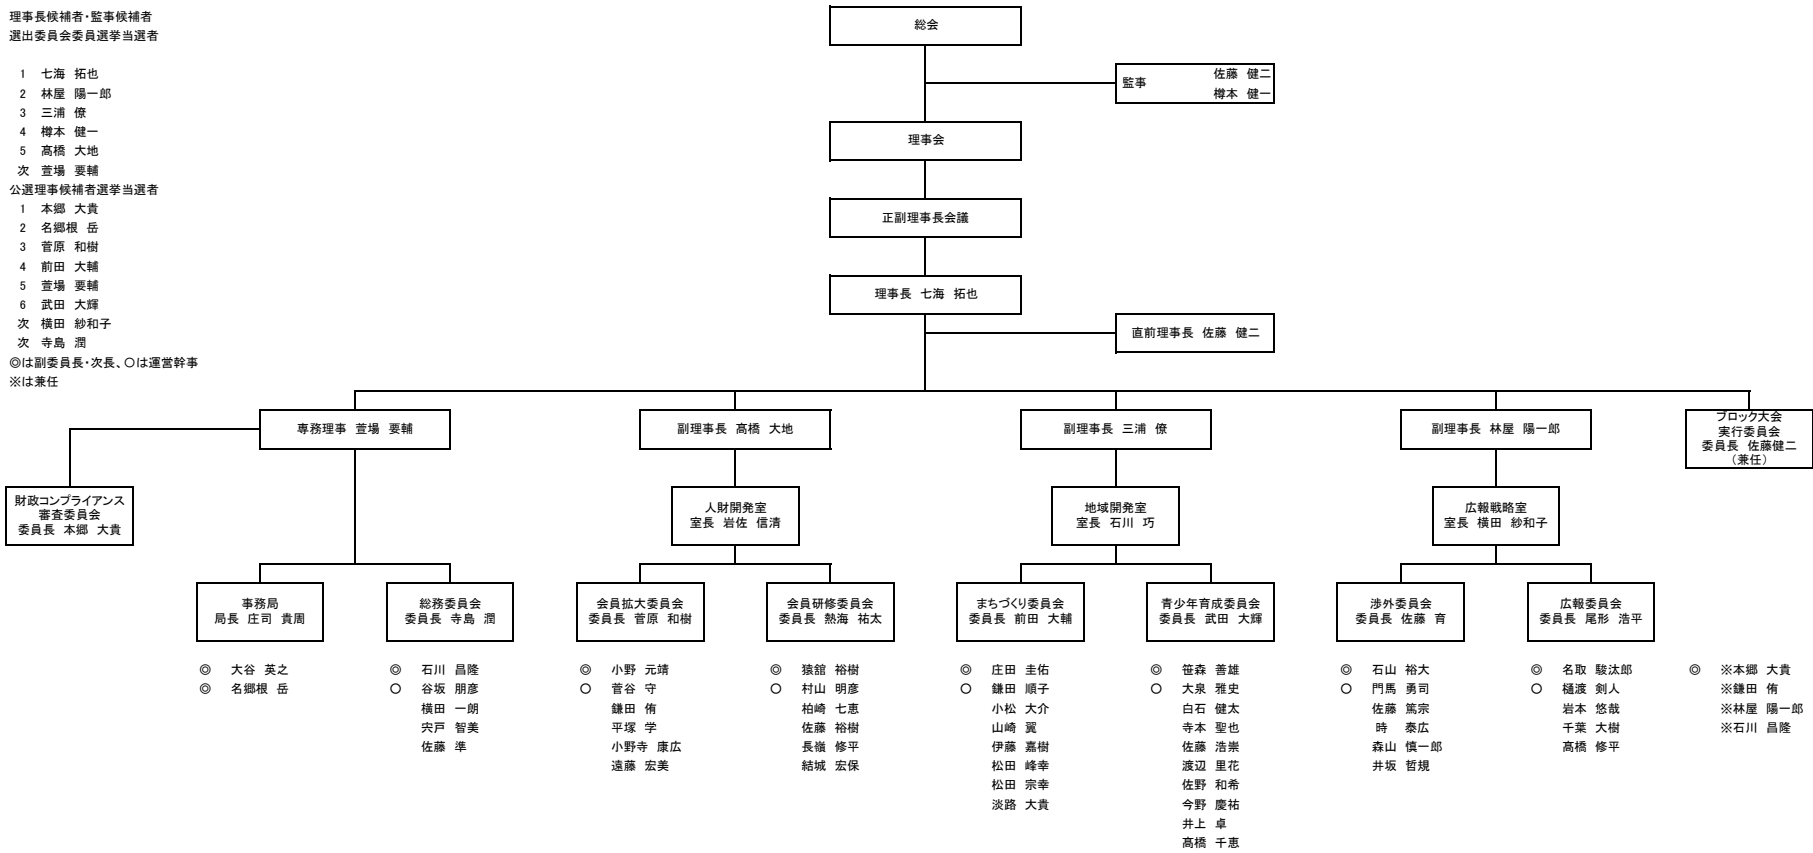 理事長候補者・監事候補者
選出委員会委員選挙当選者
1 七海 拓也
2 林屋 陽一郎
3 三浦 僚
4 樽本 健一
5 髙橋 大地
次 萱場 要輔
公選理事候補者選挙当選者
1 本郷 大貴
2 名郷根 岳
3 菅原 和樹
4 前田 大輔
5 萱場 要輔
6 武田 大輝
次 横田 紗和子
次 寺島 潤
◎は副委員長・次長、○は運営幹事
※は兼任
総会
監事 佐藤 健二
樽本 健一
理事会
正副理事長会議
理事長 七海 拓也
直前理事長 佐藤 健二
専務理事 萱場 要輔
副理事長 髙橋 大地
副理事長 三浦 僚
副理事長 林屋 陽一郎
ブロック大会
実行委員会
委員長 佐藤健二
（兼任）
財政コンプライアンス
審査委員会
委員長 本郷 大貴
人財開発室
室長 岩佐 信清
地域開発室
室長 石川 巧
広報戦略室
室長 横田 紗和子
事務局
局長 庄司 貴周
総務委員会
委員長 寺島 潤
会員拡大委員会
委員長 菅原 和樹
会員研修委員会
委員長 熱海 祐太
まちづくり委員会
委員長 前田 大輔
青少年育成委員会
委員長 武田 大輝
渉外委員会
委員長 佐藤 育
広報委員会
委員長 尾形 浩平
◎ 大谷 英之
◎ 名郷根 岳
◎ 石川 昌隆
○ 谷坂 朋彦
横田 一朗
宍戸 智美
佐藤 準
◎ 小野 元靖
○ 菅谷 守
鎌田 侑
平塚 学
小野寺 康広
遠藤 宏美
◎ 猿舘 裕樹
○ 村山 明彦
柏崎 七恵
佐藤 裕樹
長嶺 修平
結城 宏保
◎ 庄田 圭佑
○ 鎌田 順子
小松 大介
山崎 翼
伊藤 嘉樹
松田 峰幸
松田 宗幸
淡路 大貴
◎ 笹森 善雄
○ 大泉 雅史
白石 健太
寺本 聖也
佐藤 浩崇
渡辺 里花
佐野 和希
今野 慶祐
井上 卓
髙橋 千恵
◎ 石山 裕大
○ 門馬 勇司
佐藤 篤宗
時 泰広
森山 慎一郎
井坂 哲規
◎ 名取 駿汰郎
○ 樋渡 剣人
岩本 悠哉
千葉 大樹
髙橋 修平
◎ ※本郷 大貴
※鎌田 侑
※林屋 陽一郎
※石川 昌隆